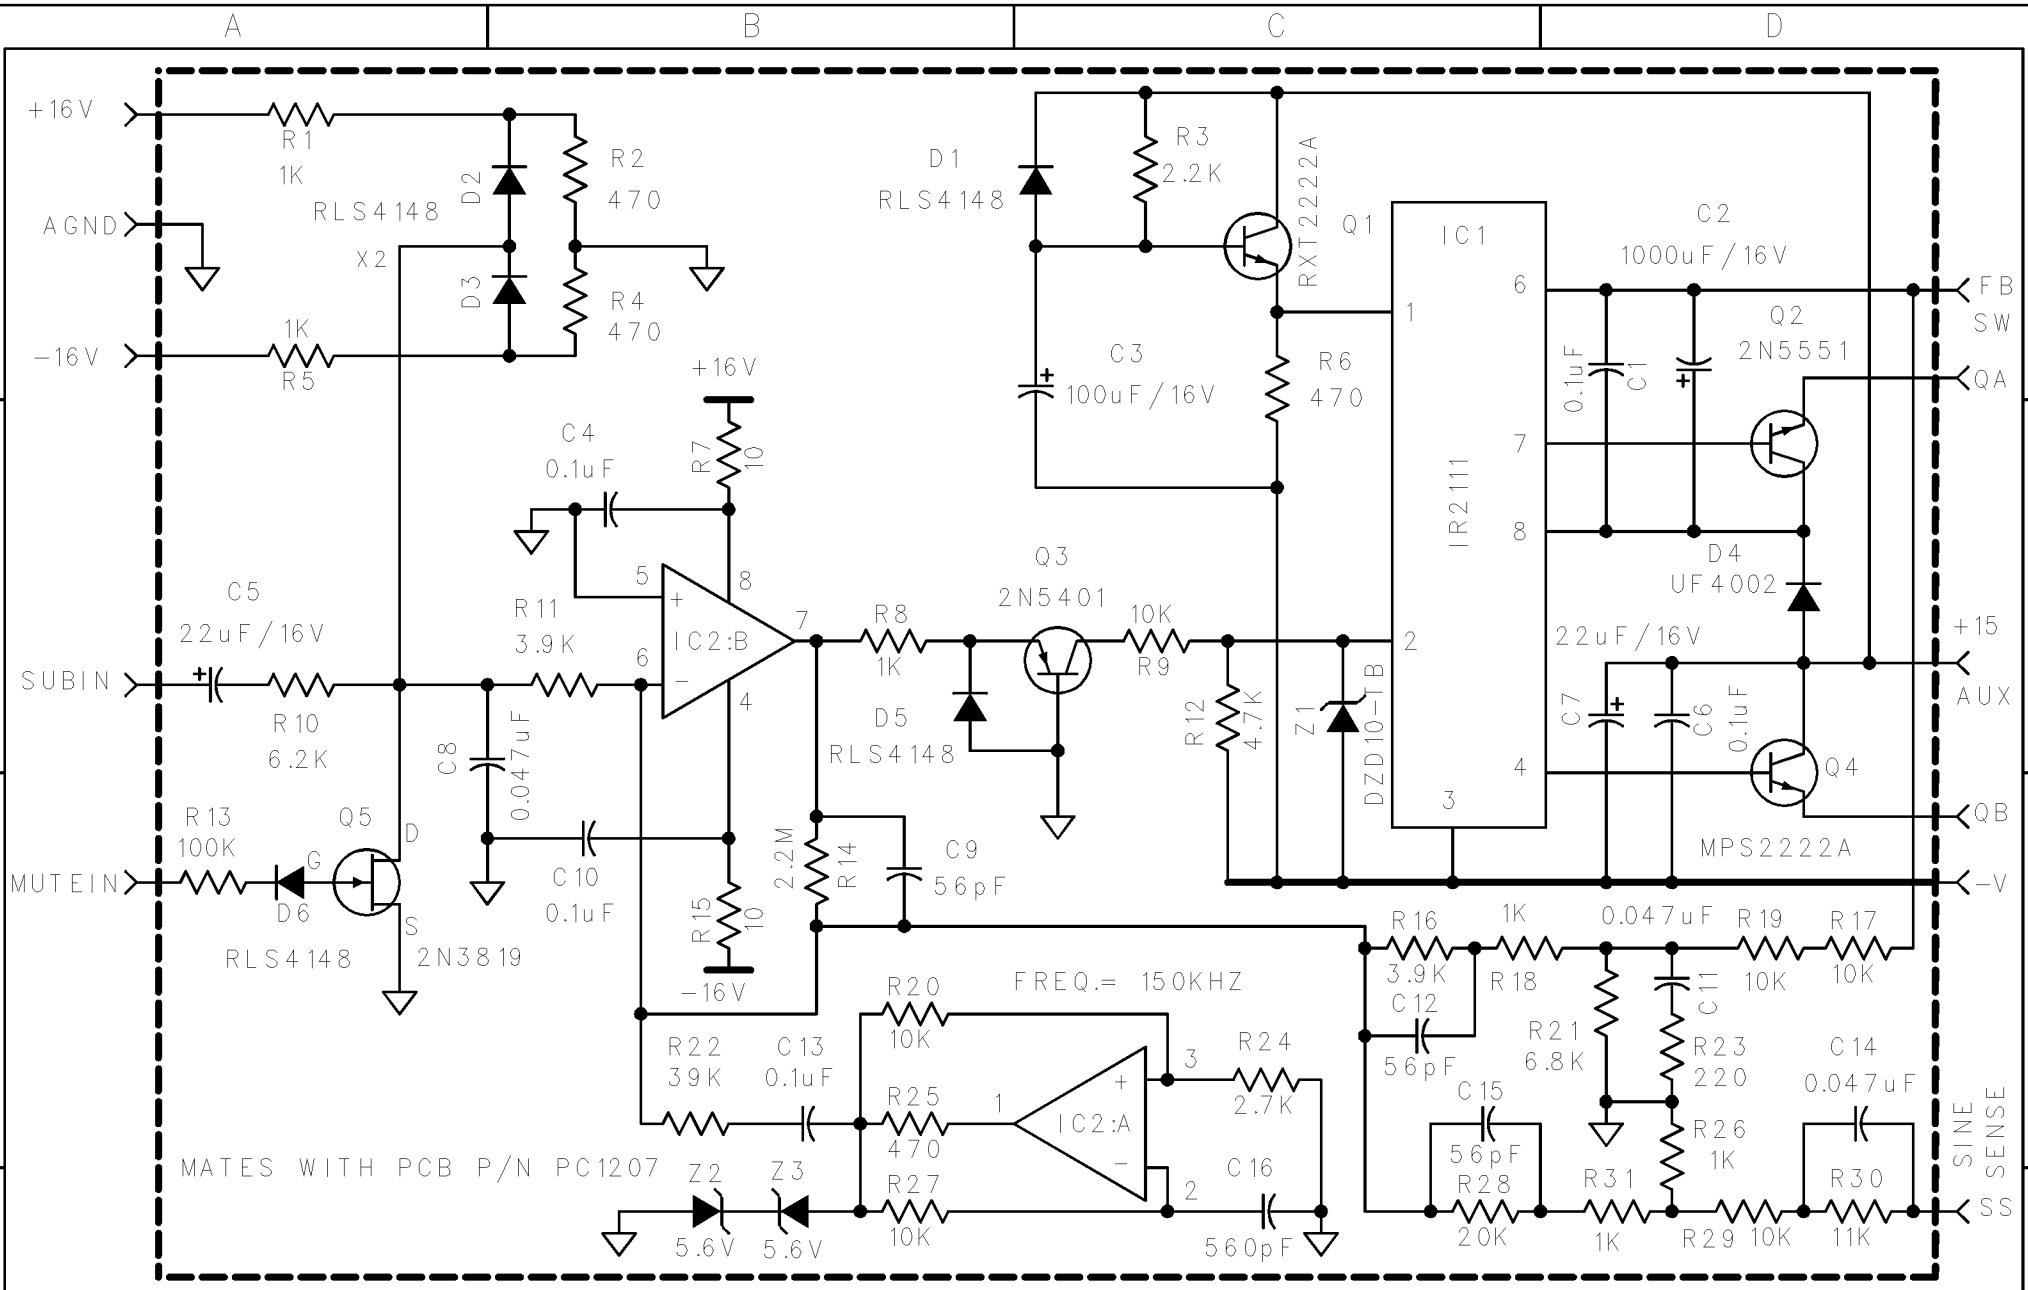 A B C D
+16V
R1
1K
D2
RLS4148
R2
470
AGND
X2
D3
R4
470
1K
-16V
R5
D1
RLS4148
R3
2.2K
RXT2222A
Q1
IC1
C2
1000uF/16V
6
FB
SW
1
Q2
2N5551
C3
100uF/16V
R6
470
0.1uF
C1
QA
+16V
C4
0.1uF
R7
10
7
IR2111
8
D4
UF4002
Q3
2N5401
5
8
+
C5
22uF/16V
R11
3.9K
IC2:B
7
R8
1K
10K
R9
2
22uF/16V
+15
AUX
6
-
4
SUBIN
R10
6.2K
C8
0.047uF
D5
RLS4148
R12
4.7K
Z1
DZD10-TB
C7
C6
0.1uF
4
Q4
3
QB
MPS2222A
R13
100K
Q5
D
G
S
MUTEIN
D6
RLS4148
2N3819
C10
0.1uF
R15
10
-16V
2.2M
R14
C9
56pF
-V
R16
3.9K
1K
R18
0.047uF
C11
R19
10K
R17
10K
C12
56pF
R20
10K
FREQ.= 150KHZ
R21
6.8K
R23
220
C14
0.047uF
R22
39K
C13
0.1uF
3
R24
2.7K
R25
470
1
+
IC2:A
-
2
C15
56pF
R26
1K
SINE
SENSE
MATES WITH PCB P/N PC1207
Z2
5.6V
Z3
5.6V
R27
10K
C16
560pF
R28
20K
R31
1K
R29
10K
R30
11K
SS